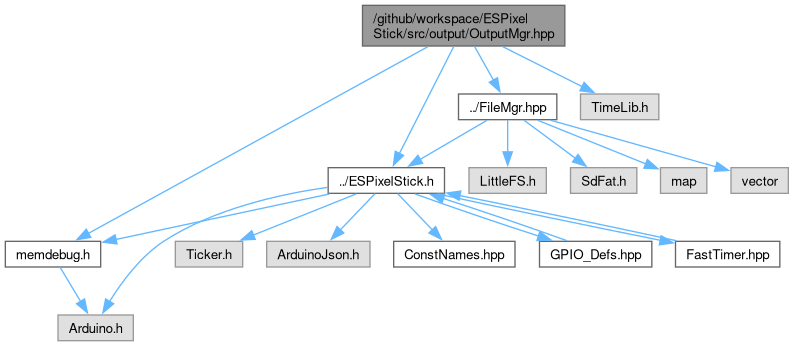 /github/workspace/ESPixel
Stick/src/output/OutputMgr.hpp
../FileMgr.hpp
TimeLib.h
../ESPixelStick.h
LittleFS.h
SdFat.h
map
vector
memdebug.h
Ticker.h
ArduinoJson.h
ConstNames.hpp
GPIO_Defs.hpp
FastTimer.hpp
Arduino.h